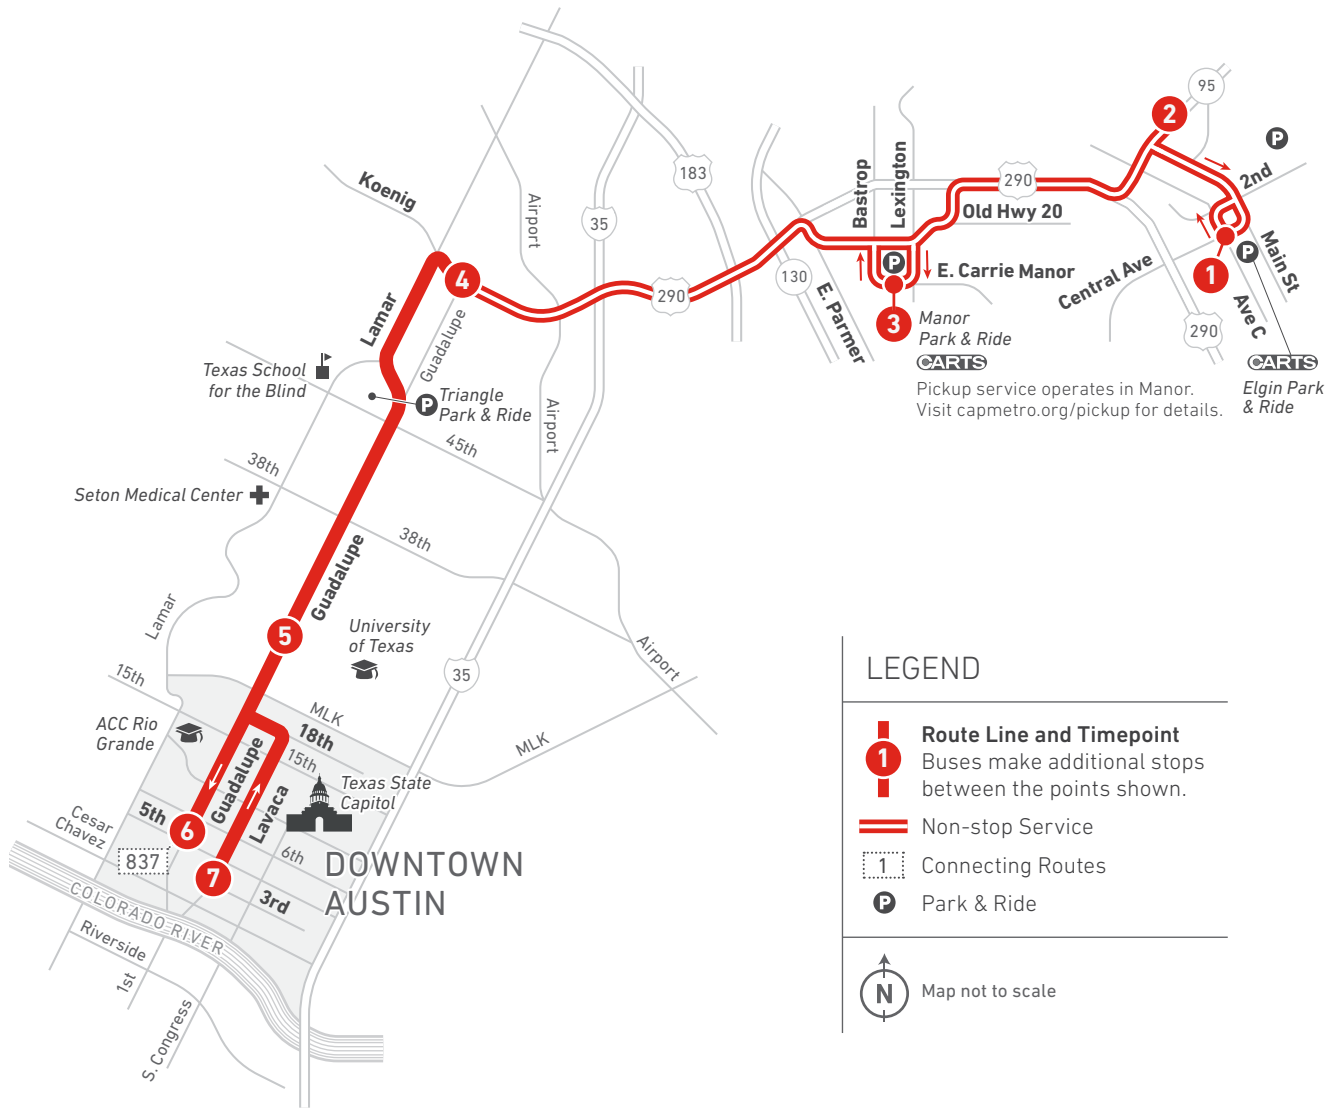 95
2
P
183
Koenig
Bastrop
Lexington
290
2nd
Airport
35
Old Hwy 20
Main St
4
130
P
E. Carrie Manor
Central Ave
P
1
290
Lamar
E. Parmer
3
Manor
Park & Ride
CARTS
Ave C
290
CARTS
Elgin Park
& Ride
Pickup service operates in Manor.
Visit capmetro.org/pickup for details.
Guadalupe
Texas School
for the Blind
P
Triangle
Park & Ride
Airport
45th
38th
Seton Medical Center
38th
Guadalupe
Lamar
5
University
of Texas
35
Airport
15th
MLK
18th
MLK
ACC Rio
Grande
15th
Guadalupe
Lavaca
Texas State
Capitol
5th
6
Cesar
Chavez
837
6th
7
3rd
DOWNTOWN
AUSTIN
COLORADO RIVER
Riverside
1st
S. Congress
LEGEND
1
Route Line and Timepoint
Buses make additional stops
between the points shown.
Non-stop Service
1
Connecting Routes
P
Park & Ride
N
Map not to scale